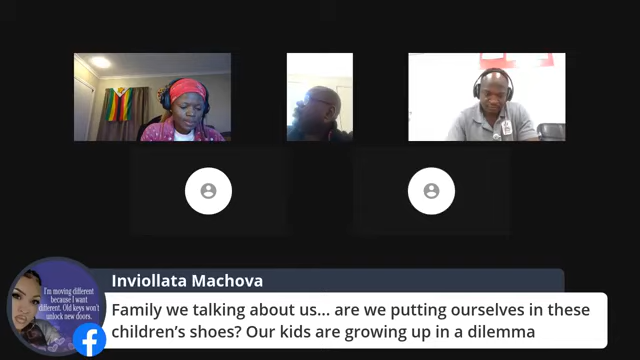 I'm moving different
because I want
different. Old keys won't
unlock new doors.
Inviollata Machova
Family we talking about us... are we putting ourselves in these
children's shoes? Our kids are growing up in a dilemma